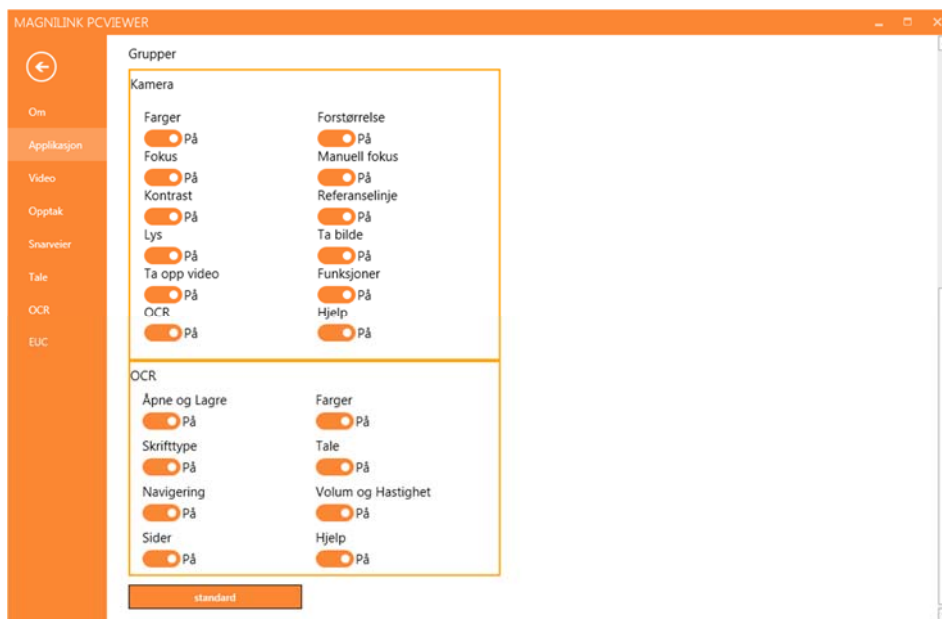 MAGNILINK PCVIEWER
Om
Applikasjon
Video
Opptak
Snarveier
Tale
OCR
EUC
Grupper
Kamera
Farger Forstørrelse
På På
Fokus Manuell fokus
På På
Kontrast Referanselinje
På På
Lys Ta bilde
På På
Ta opp video Funksjoner
På På
OCR Hjelp
På På
OCR
Åpne og Lagre Farger
På På
Skrifttype Tale
På På
Navigering Volum og Hastighet
På På
Sider Hjelp
På På
standard